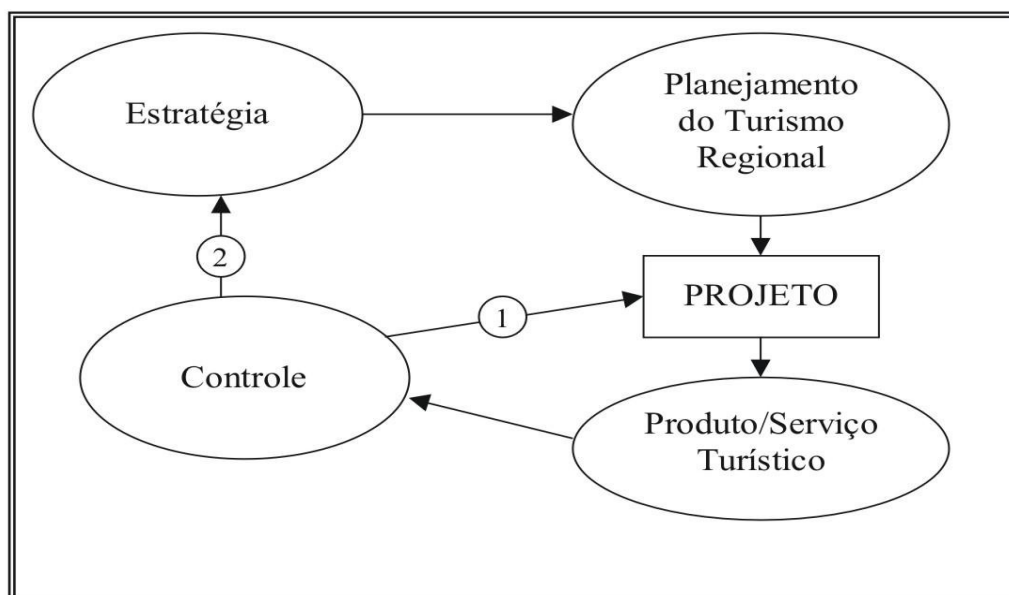 Estratégia
Planejamento
do Turismo
Regional
2
PROJETO
1
Controle
Produto/Serviço
Turístico